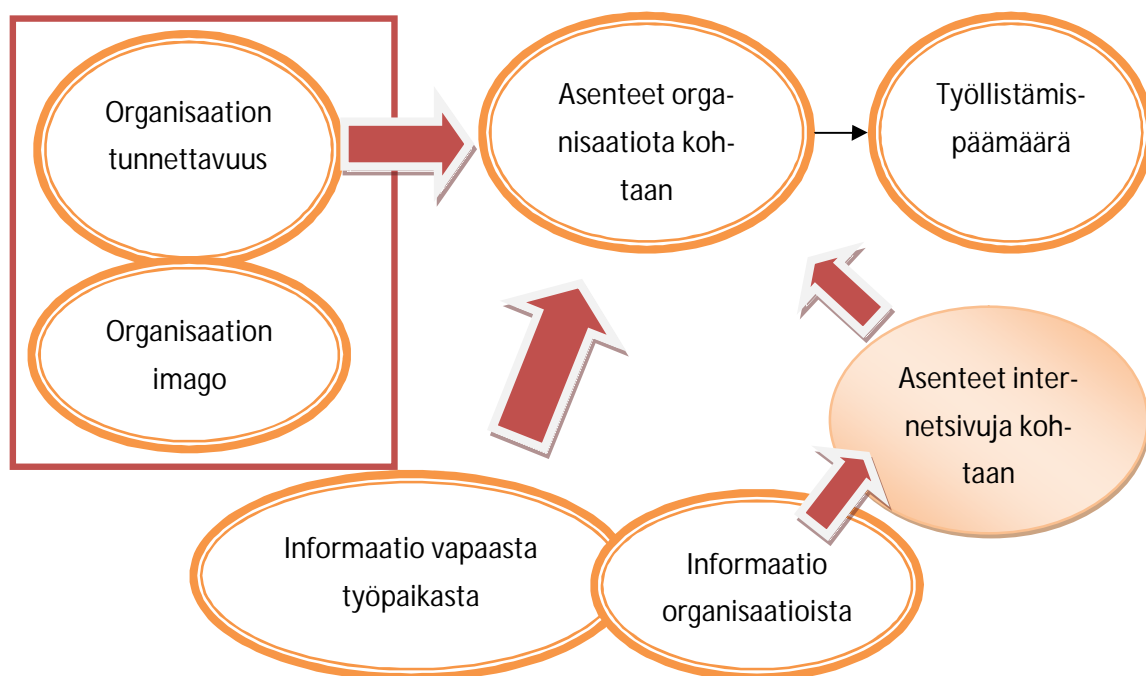 Organisaation
tunnettavuus
Asenteet orga-
nisaatiota koh-
taan
Työllistämis-
päämäärä
Organisaation
imago
Asenteet inter-
netsivuja koh-
taan
Informaatio vapaasta
työpaikasta
Informaatio
organisaatioista